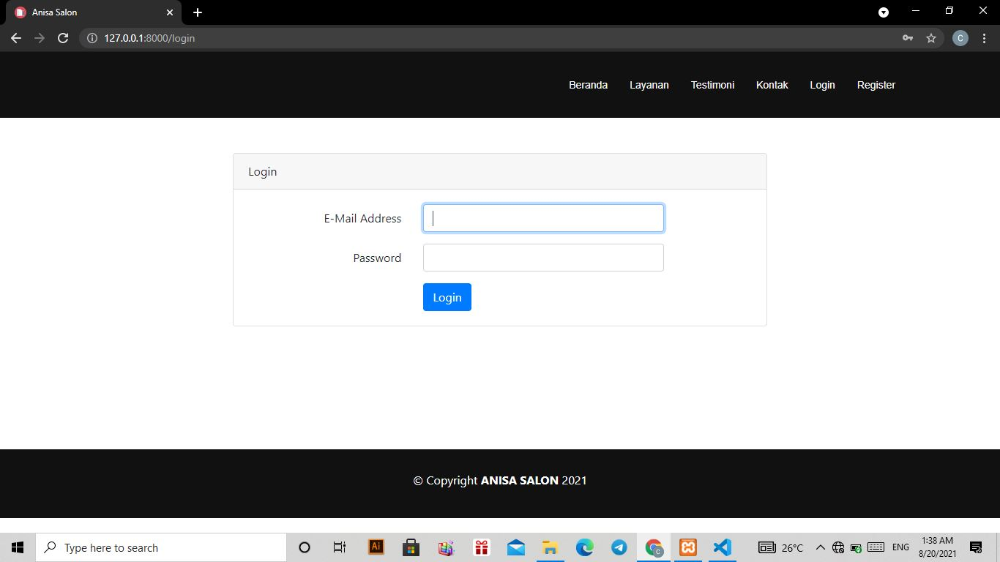 Anisa Salon
127.0.0.1:8000/login
C
Beranda Layanan Testimoni Kontak Login Register
Login
E-Mail Address
Password
Login
© Copyright ANISA SALON 2021
Type here to search
Ai
C
26°C
ENG
1:38 AM
8/20/2021